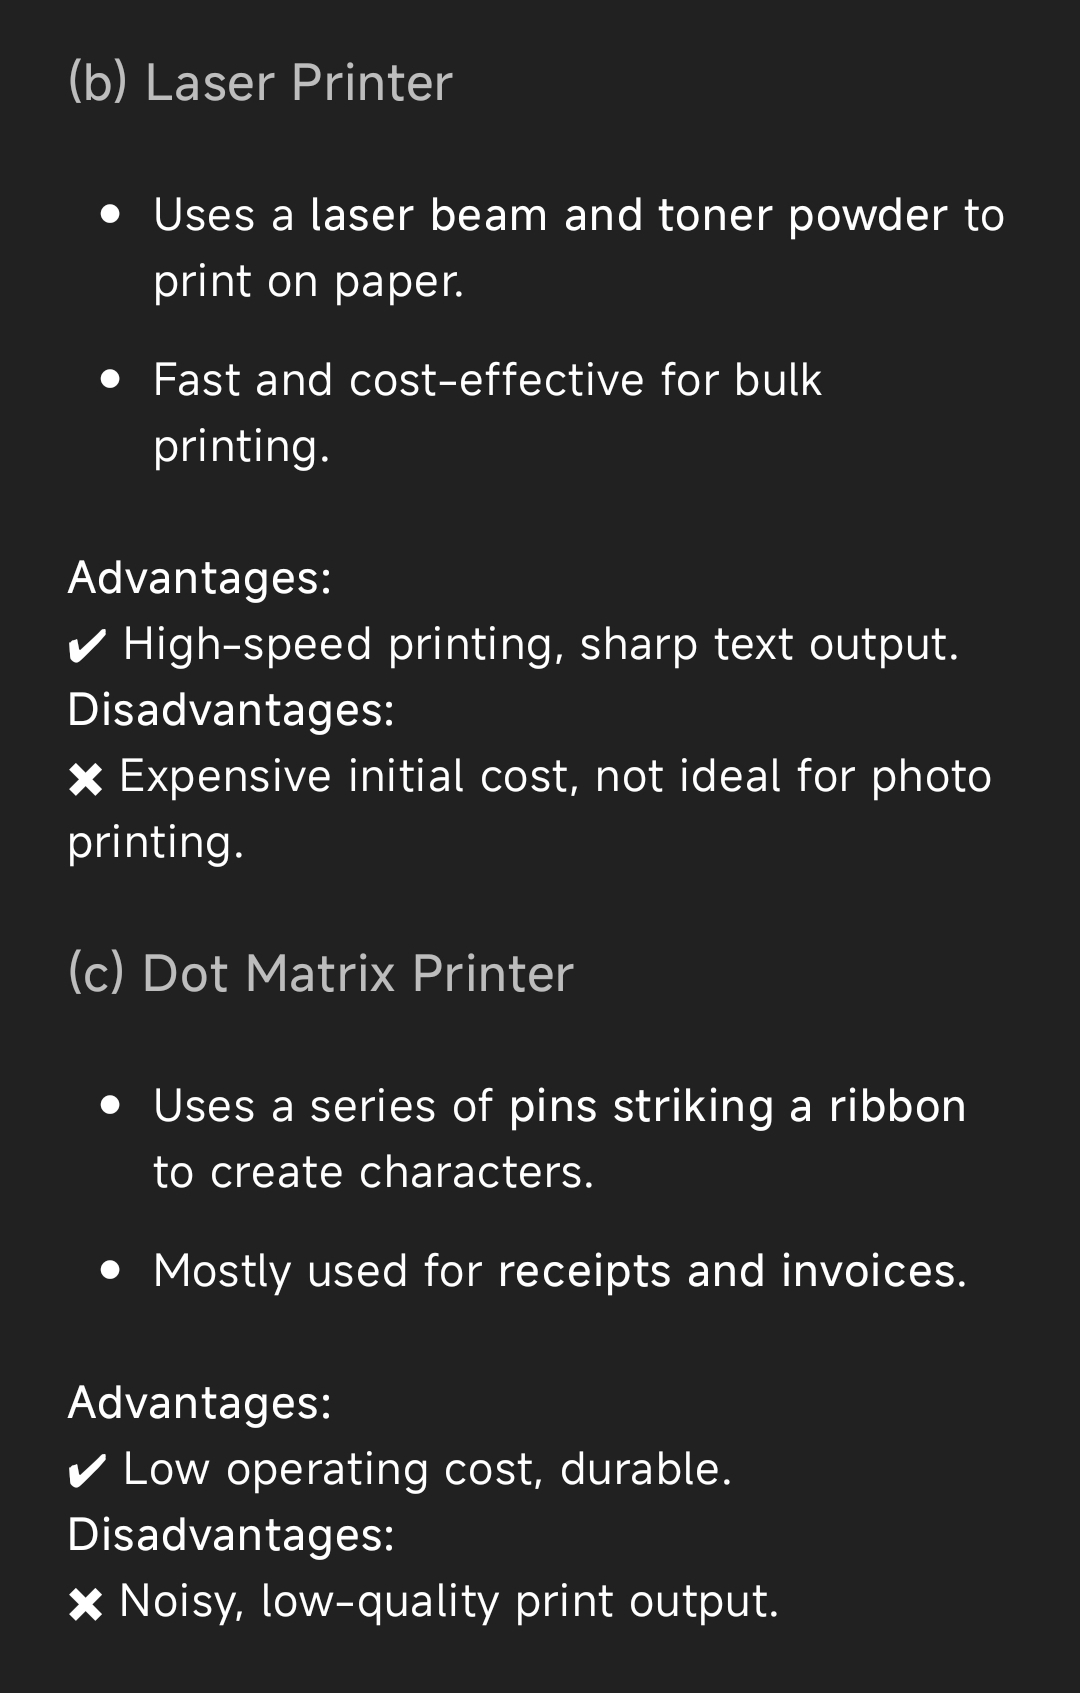 (b) Laser Printer
• Uses a laser beam and toner powder to
print on paper.
• Fast and cost-effective for bulk
printing.
Advantages:
✔ High-speed printing, sharp text output.
Disadvantages:
✖ Expensive initial cost, not ideal for photo
printing.
(c) Dot Matrix Printer
• Uses a series of pins striking a ribbon
to create characters.
• Mostly used for receipts and invoices.
Advantages:
✔ Low operating cost, durable.
Disadvantages:
✖ Noisy, low-quality print output.